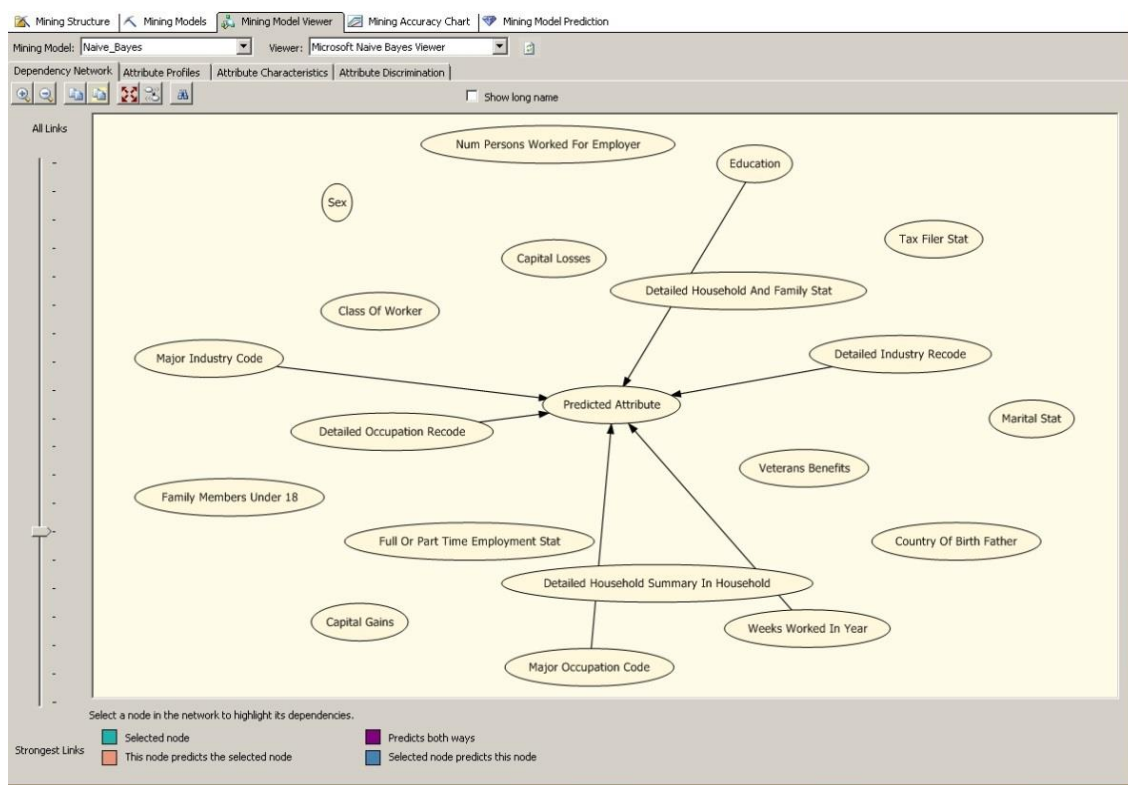 Mining Structure Mining Models Mining Model Viewer Mining Accuracy Chart Mining Model Prediction
Mining Model: Naive_Bayes Viewer: Microsoft Naive Bayes Viewer
Dependency Network Attribute Profiles Attribute Characteristics Attribute Discrimination
Show long name
All Links
Num Persons Worked For Employer
Education
Sex
Tax Filer Stat
Capital Losses
Detailed Household And Family Stat
Class Of Worker
Major Industry Code
Detailed Industry Recode
Predicted Attribute
Marital Stat
Detailed Occupation Recode
Veterans Benefits
Family Members Under 18
Full Or Part Time Employment Stat
Country Of Birth Father
Detailed Household Summary In Household
Capital Gains
Weeks Worked In Year
Major Occupation Code
Select a node in the network to highlight its dependencies.
Selected node Predicts both ways
Strongest Links
This node predicts the selected node Selected node predicts this node